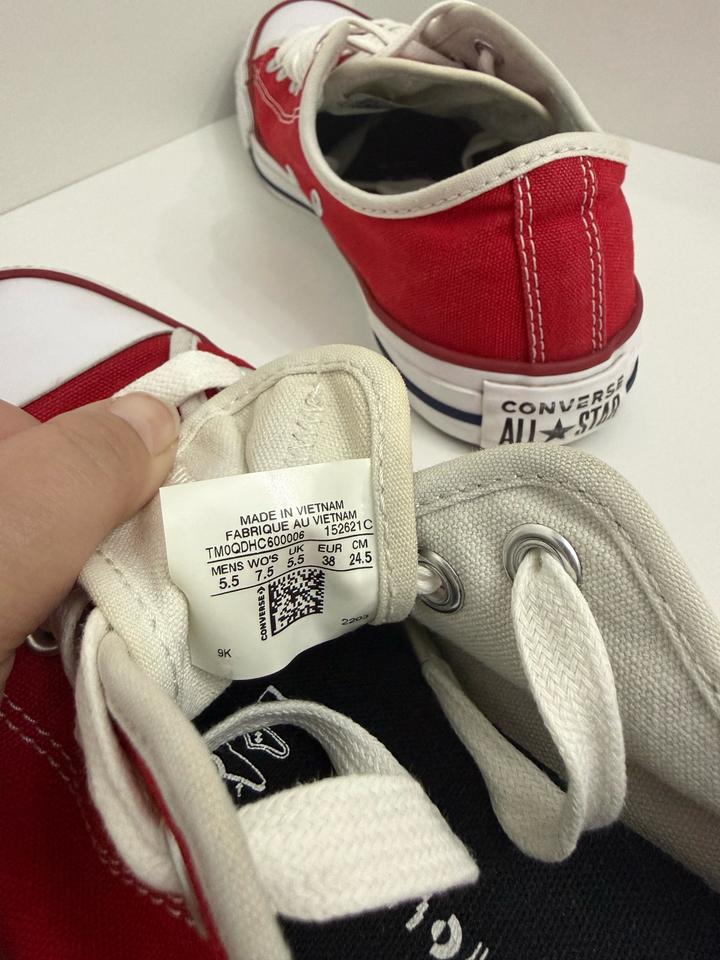 CONVERSE
ALL ★ STAR
MADE IN VIETNAM
FABRIQUE AU VIETNAM
TM0QDHC600006 152621C
MENS WO'S UK EUR CM
5.5 7.5 5.5 38 24.5
CONVERSE
2203
9K